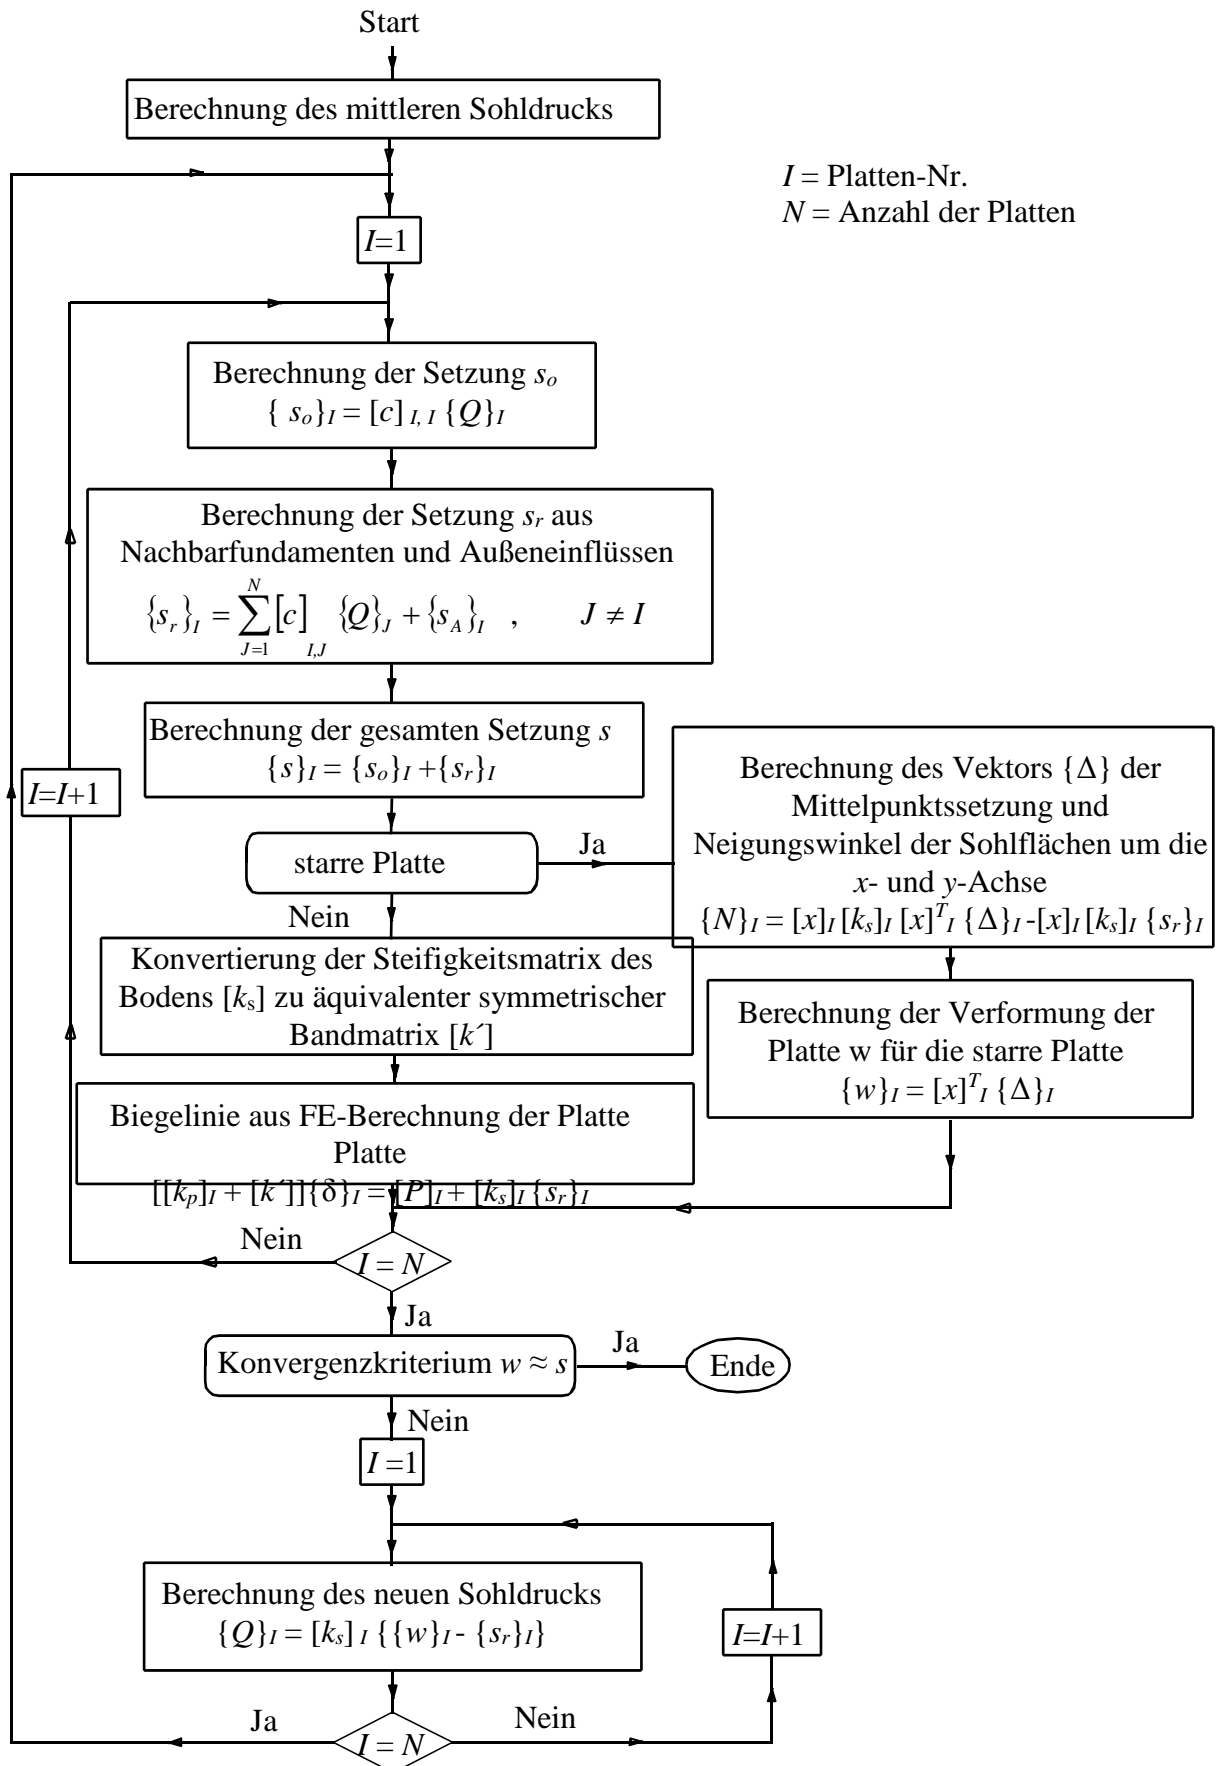 Start
Berechnung des mittleren Sohldrucks
I = Platten-Nr.
N = Anzahl der Platten
I=1
Berechnung der Setzung s_o
{ s_o}_I = [c]_{I, I} {Q}_I
Berechnung der Setzung s_r aus
Nachbarfundamenten und Außeneinflüssen
{s_r}_I = \sum_{J=1}^{N} [c]_{I,J} {Q}_J + {s_A}_I , J ≠ I
Berechnung der gesamten Setzung s
{s}_I = {s_o}_I +{s_r}_I
I=I+1
starre Platte
Ja
Berechnung des Vektors {Δ} der
Mittelpunktssetzung und
Neigungswinkel der Sohlflächen um die
x- und y-Achse
{N}_I = [x]_I [k_s]_I [x]^T_I {Δ}_I -[x]_I [k_s]_I {s_r}_I
Nein
Konvertierung der Steifigkeitsmatrix des
Bodens [k_s] zu äquivalenter symmetrischer
Bandmatrix [k´]
Berechnung der Verformung der
Platte w für die starre Platte
{w}_I = [x]^T_I {Δ}_I
Biegelinie aus FE-Berechnung der Platte
Platte
[[k_p]_I + [k´]]{δ}_I = [P]_I + [k_s]_I {s_r}_I
Nein
I = N
Ja
Konvergenzkriterium w ≈ s
Ja
Ende
Nein
I =1
Berechnung des neuen Sohldrucks
{Q}_I = [k_s]_I {{w}_I - {s_r}_I}
I=I+1
Ja
I = N
Nein